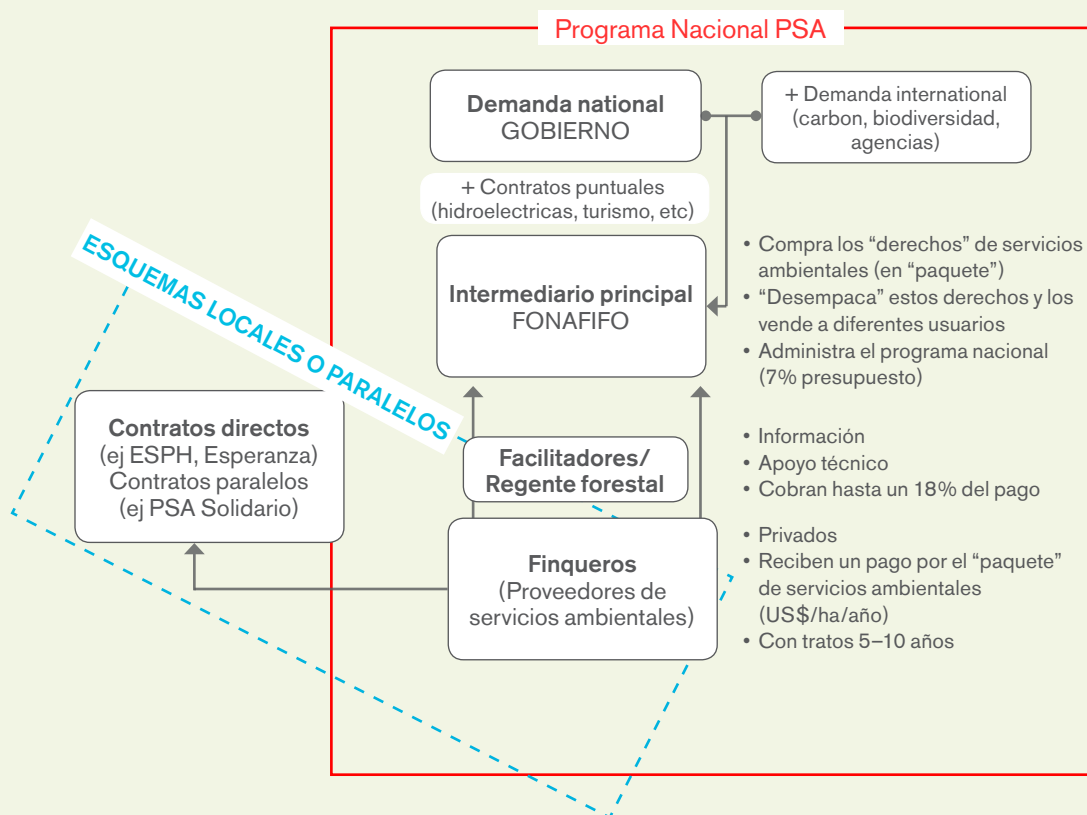 Programa Nacional PSA
Demanda national
GOBIERNO
+ Demanda international
(carbon, biodiversidad,
agencias)
+ Contratos puntuales
(hidroelectricas, turismo, etc)
ESQUEMAS LOCALES O PARALELOS
Intermediario principal
FONAFIFO
• Compra los “derechos” de servicios
ambientales (en “paquete”)
• “Desempaca” estos derechos y los
vende a diferentes usuarios
• Administra el programa nacional
(7% presupuesto)
Contratos directos
(ej ESPH, Esperanza)
Contratos paralelos
(ej PSA Solidario)
Facilitadores/
Regente forestal
• Información
• Apoyo técnico
• Cobran hasta un 18% del pago
Finqueros
(Proveedores de
servicios ambientales)
• Privados
• Reciben un pago por el “paquete”
de servicios ambientales
(US$/ha/año)
• Con tratos 5–10 años